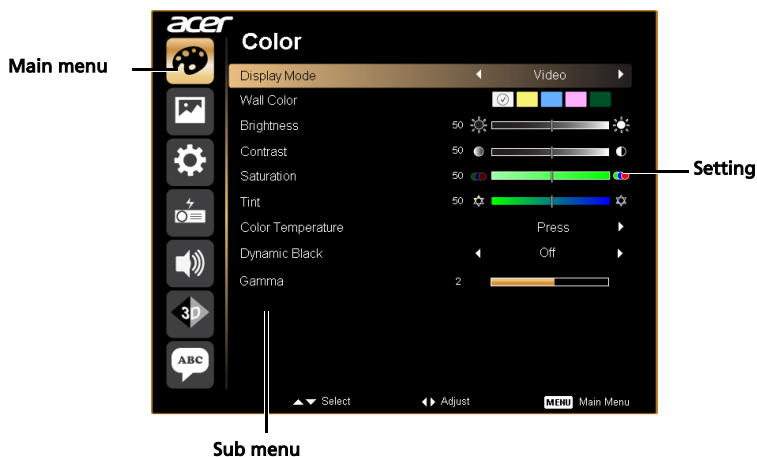 acer
Color
Main menu
Display Mode Video
Wall Color
Brightness 50
Contrast 50
Saturation 50
Setting
Tint 50
Color Temperature Press
Dynamic Black Off
Gamma 2
3D
ABC
Select Adjust MENU Main Menu
Sub menu